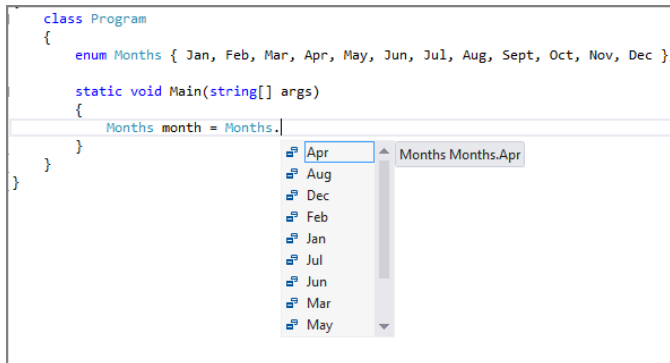 class Program
{
enum Months { Jan, Feb, Mar, Apr, May, Jun, Jul, Aug, Sept, Oct, Nov, Dec }
static void Main(string[] args)
{
Months month = Months.
}
}
}
Apr
Months Months.Apr
Aug
Dec
Feb
Jan
Jul
Jun
Mar
May